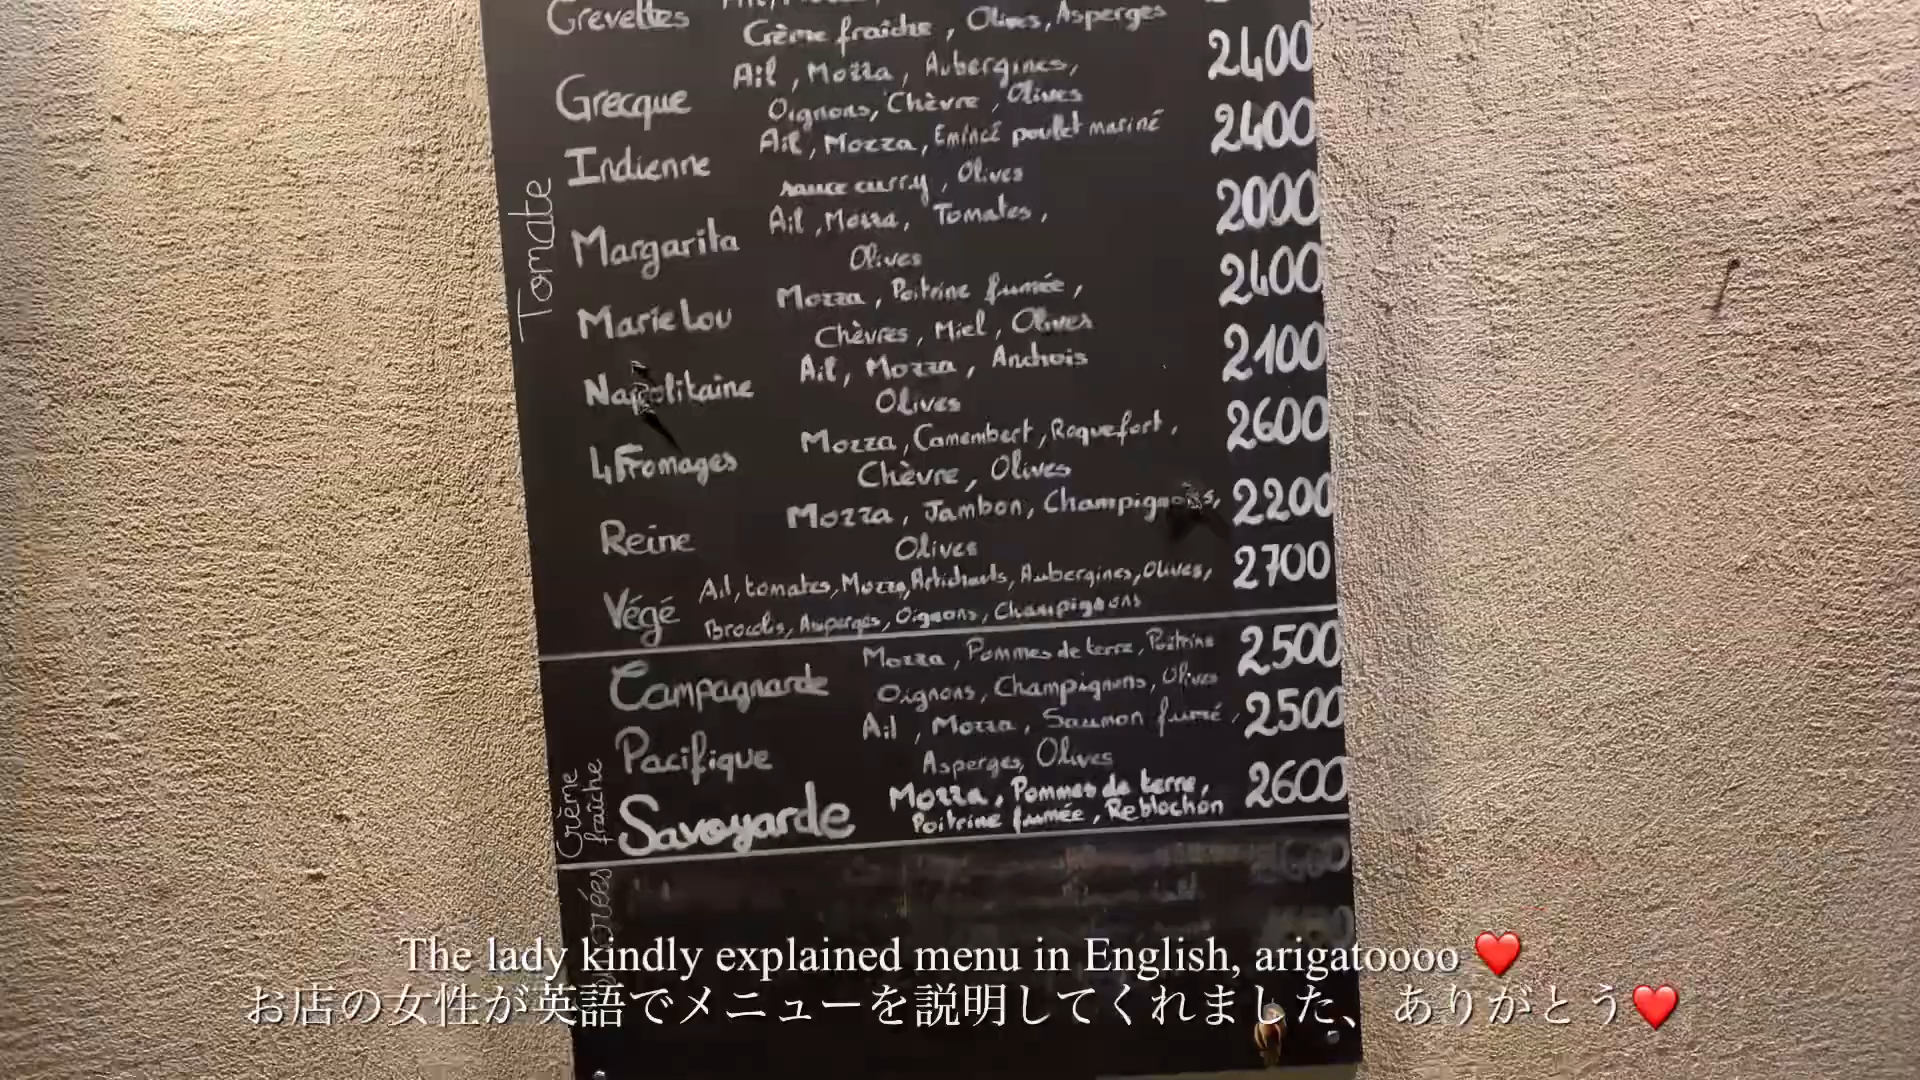 Crevettes
Crème fraîche, Olives, Asperges
2400
Grecque
Ail, Mozza, Aubergines,
Oignons, Chèvre, Olives
2400
Indienne
Ail, Mozza, Emincé poulet mariné
sauce curry, Olives
2000
Margarita
Ail, Mozza, Tomates,
Olives
2400
Marie Lou
Mozza, Poitrine fumée,
Chèvres, Miel, Olives
2100
Napolitaine
Ail, Mozza, Anchois
Olives
2600
4 Fromages
Mozza, Camembert, Roquefort,
Chèvre, Olives
2200
Reine
Mozza, Jambon, Champignons,
Olives
2700
Végé
Ail, tomates, Mozza, Artichauts, Aubergines, Olives,
Brocolis, Asperges, Oignons, Champignons
Tomate
2500
Campagnarde
Mozza, Pommes de terre, Poitrine
Oignons, Champignons, Olives
2500
Pacifique
Ail, Mozza, Saumon fumé,
Asperges, Olives
2600
Savoyarde
Mozza, Pommes de terre,
Poitrine fumée, Reblochon
Crème fraîche
The lady kindly explained menu in English, arigatoooo ❤️
お店の女性が英語でメニューを説明してくれました、ありがとう❤️